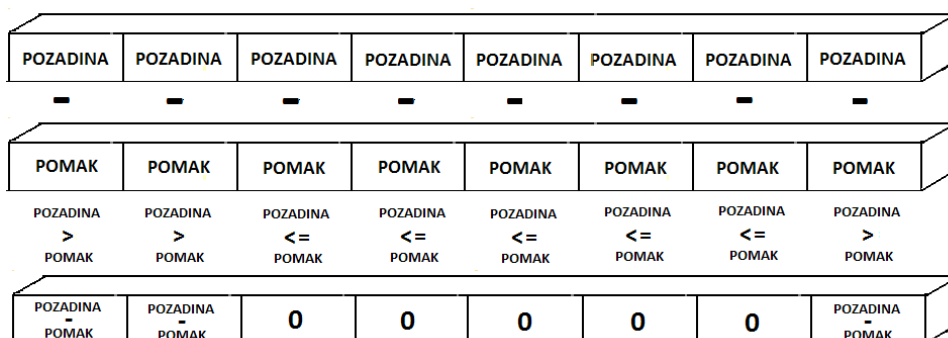 POZADINA POZADINA POZADINA POZADINA POZADINA POZADINA POZADINA POZADINA
- - - - - - - -
POMAK POMAK POMAK POMAK POMAK POMAK POMAK POMAK
POZADINA POZADINA POZADINA POZADINA POZADINA POZADINA POZADINA POZADINA
> > <= <= <= <= <= >
POMAK POMAK POMAK POMAK POMAK POMAK POMAK POMAK
POZADINA POZADINA POZADINA
- - 0 0 0 0 0 -
POMAK POMAK POMAK